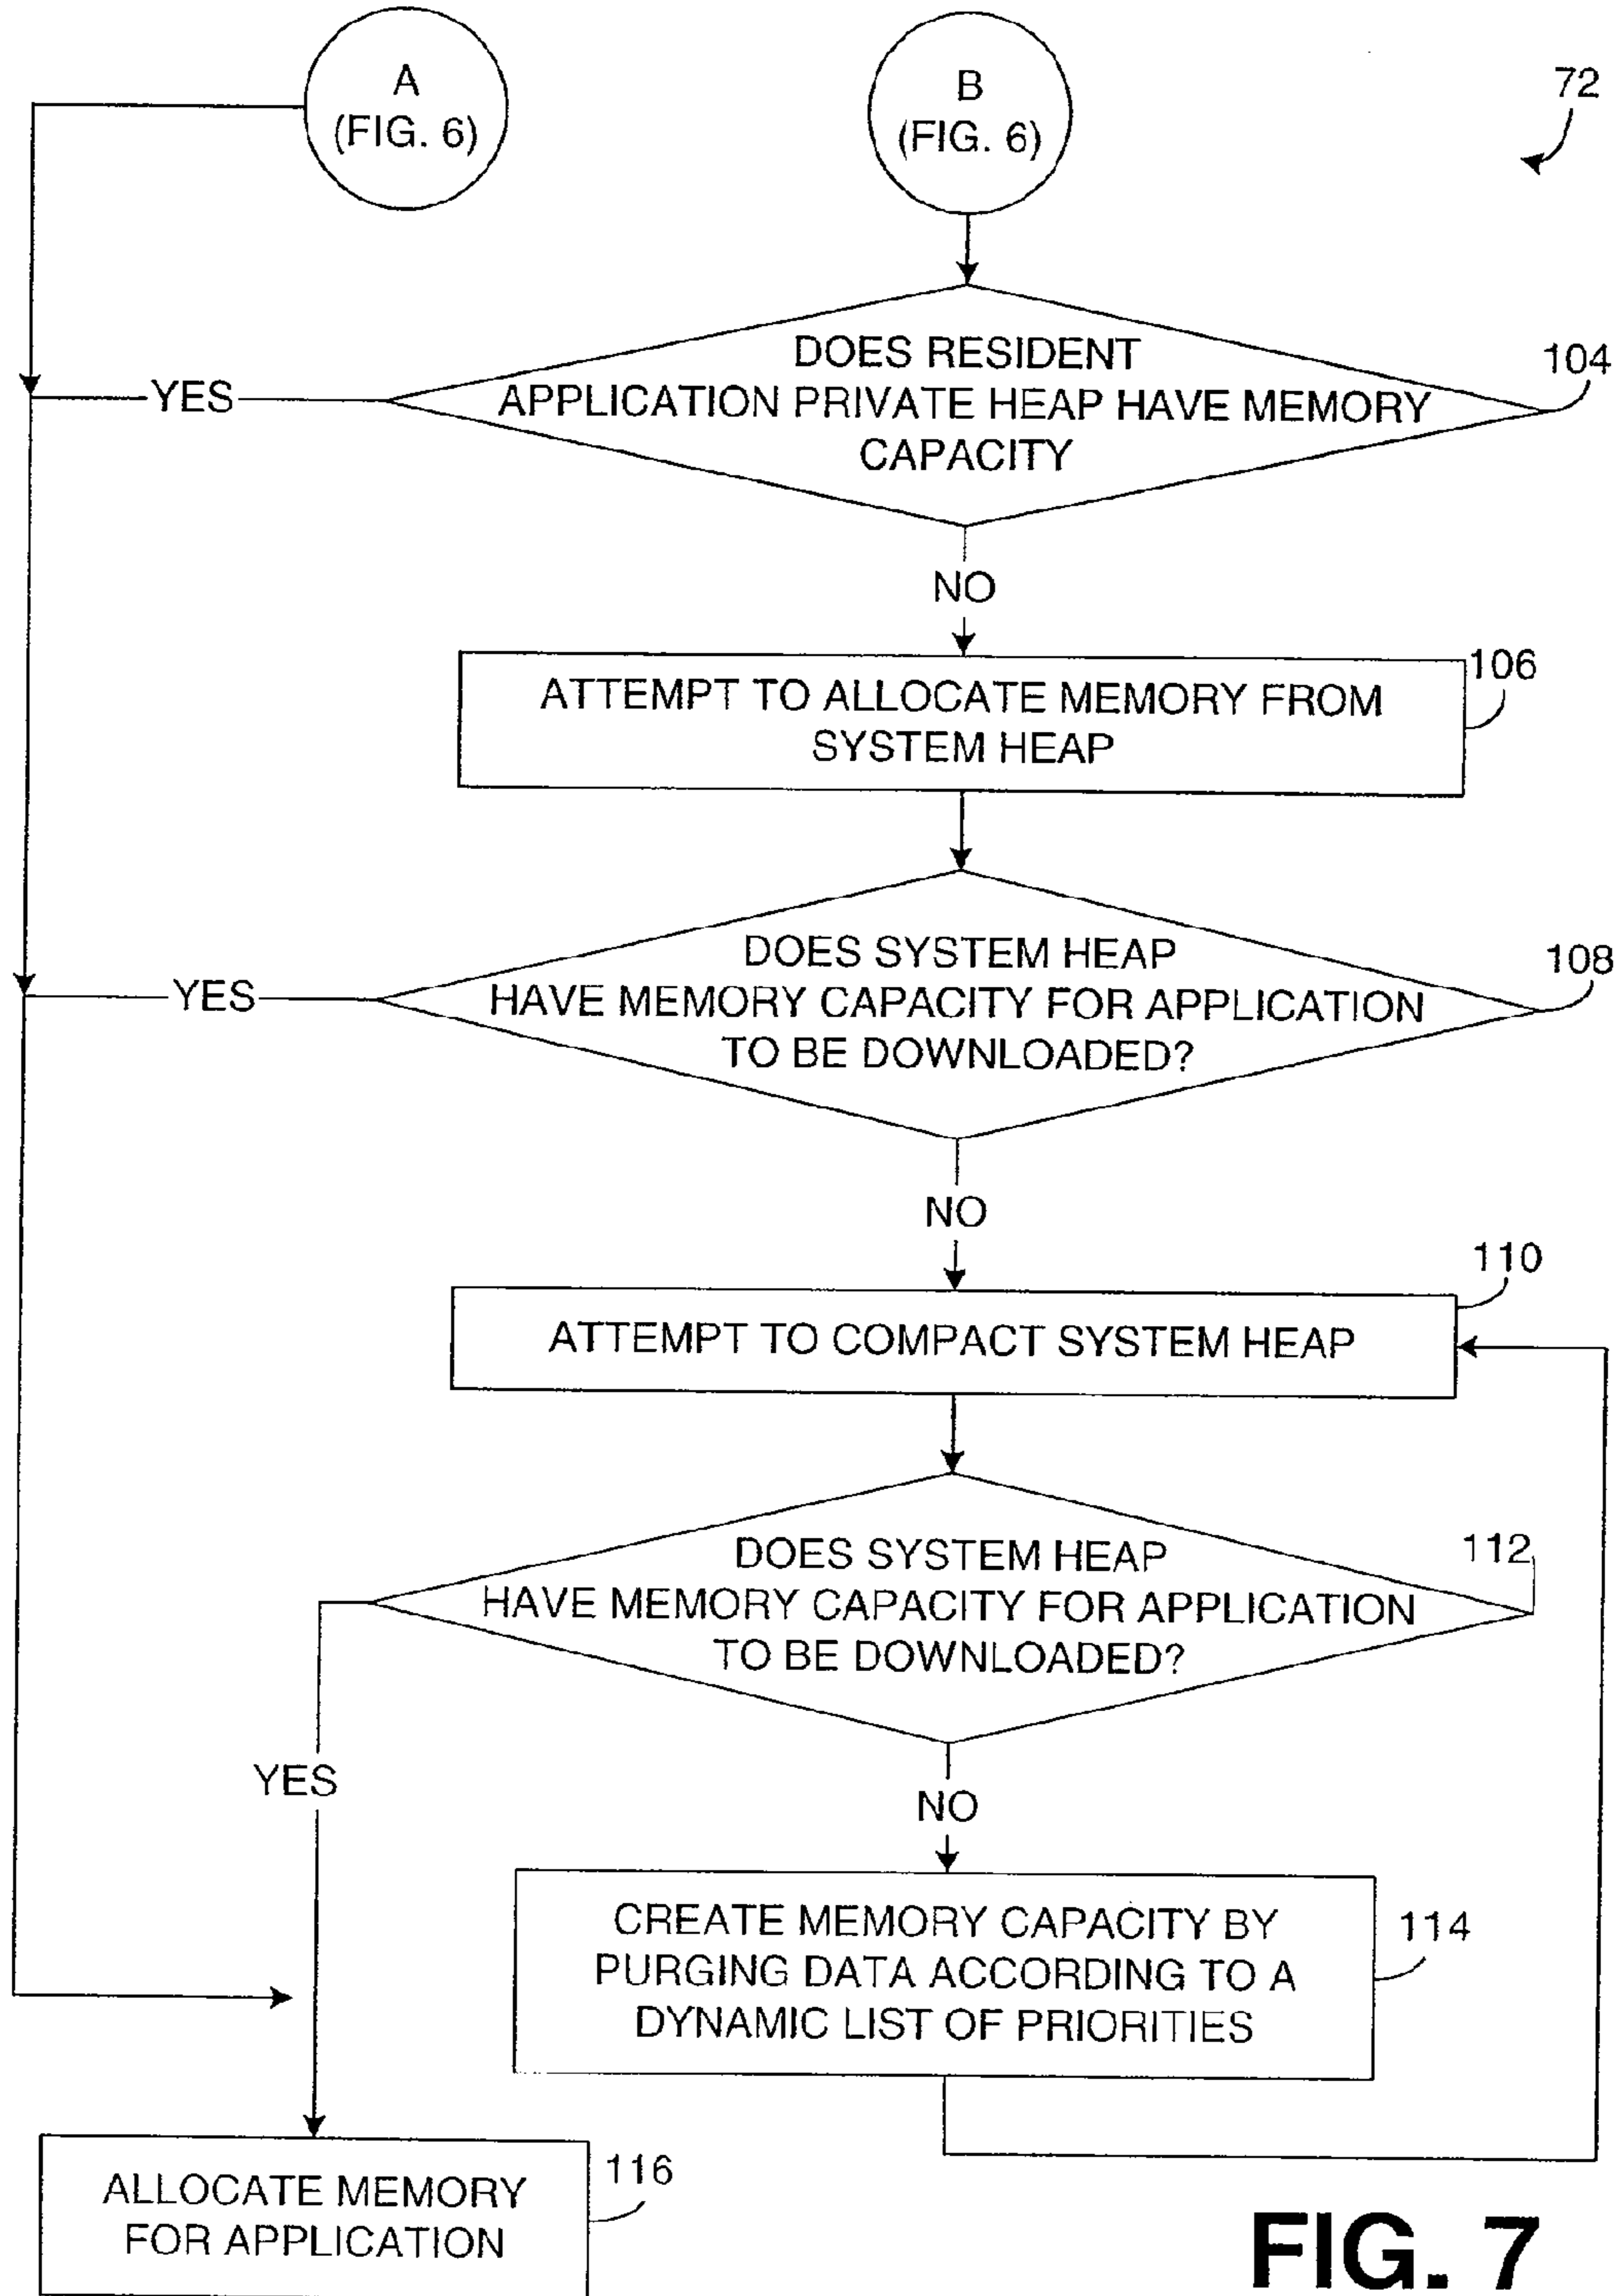 A
(FIG. 6)
B
(FIG. 6)
72
DOES RESIDENT
APPLICATION PRIVATE HEAP HAVE MEMORY
CAPACITY
104
YES
NO
106
ATTEMPT TO ALLOCATE MEMORY FROM
SYSTEM HEAP
DOES SYSTEM HEAP
HAVE MEMORY CAPACITY FOR APPLICATION
TO BE DOWNLOADED?
108
YES
NO
110
ATTEMPT TO COMPACT SYSTEM HEAP
DOES SYSTEM HEAP
HAVE MEMORY CAPACITY FOR APPLICATION
TO BE DOWNLOADED?
112
YES
NO
CREATE MEMORY CAPACITY BY
PURGING DATA ACCORDING TO A
DYNAMIC LIST OF PRIORITIES
114
ALLOCATE MEMORY
FOR APPLICATION
116
FIG. 7